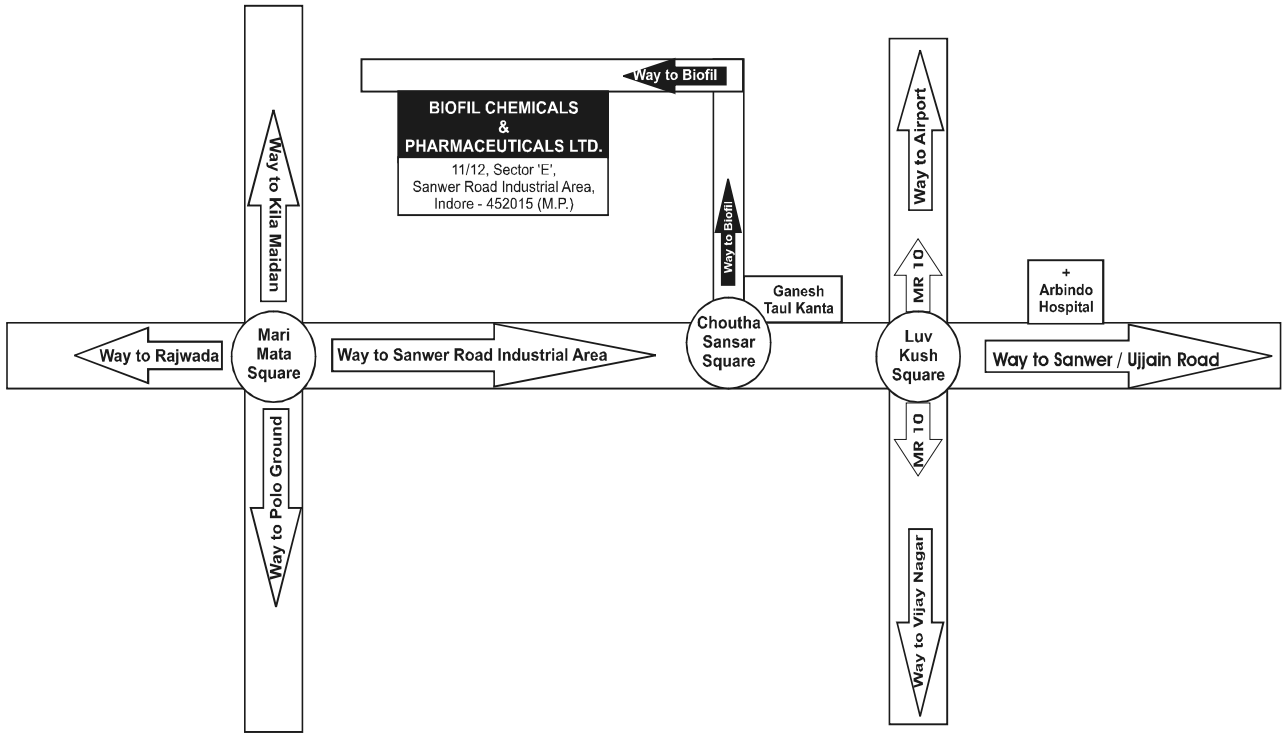 Way to Biofil
BIOFIL CHEMICALS
&
PHARMACEUTICALS LTD.
11/12, Sector 'E',
Sanwer Road Industrial Area,
Indore - 452015 (M.P.)
Way to Kila Maidan
Way to Biofil
Way to Airport
MR 10
Ganesh
Taul Kanta
+
Arbindo
Hospital
Way to Rajwada
Mari
Mata
Square
Way to Sanwer Road Industrial Area
Choutha
Sansar
Square
Luv
Kush
Square
Way to Sanwer / Ujjain Road
Way to Polo Ground
MR 10
Way to Vijay Nagar